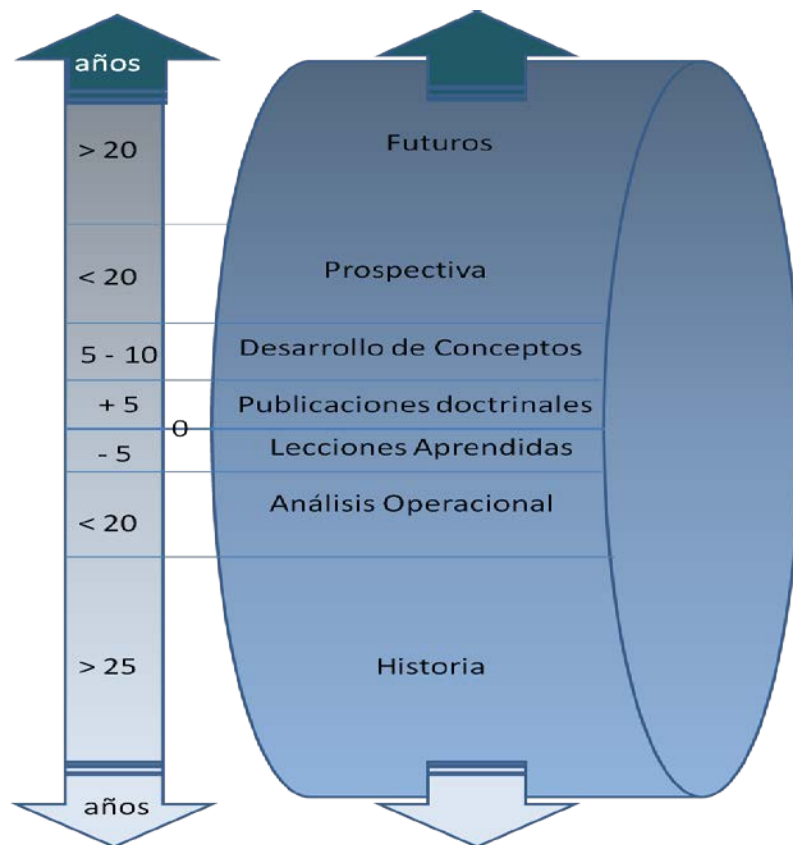 años
> 20
Futuros
< 20
Prospectiva
5 - 10
Desarrollo de Conceptos
+ 5
Publicaciones doctrinales
0
- 5
Lecciones Aprendidas
< 20
Análisis Operacional
> 25
Historia
años